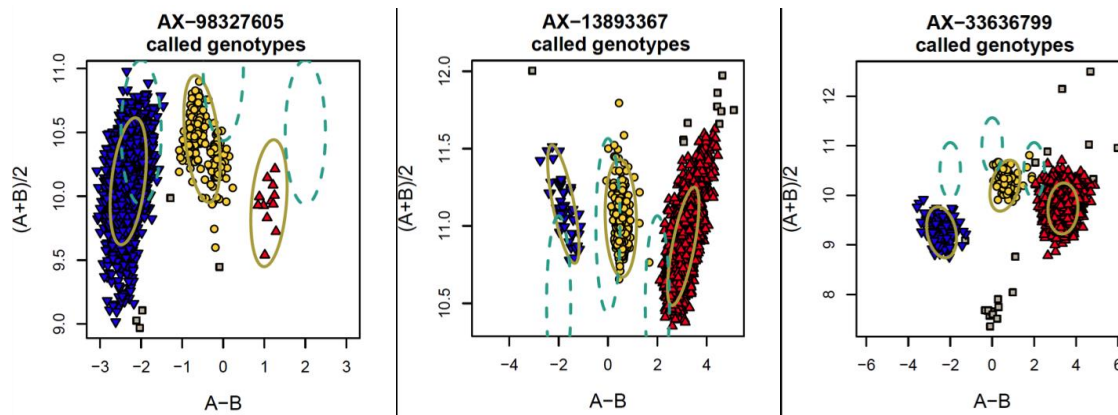 AX−98327605
called genotypes
(A+B)/2
11.0
10.5
10.0
9.5
9.0
−3 −2 −1 0 1 2 3
A−B
AX−13893367
called genotypes
(A+B)/2
12.0
11.5
11.0
10.5
−4 −2 0 2 4
A−B
AX−33636799
called genotypes
(A+B)/2
12
11
10
9
8
−6 −4 −2 0 2 4 6
A−B